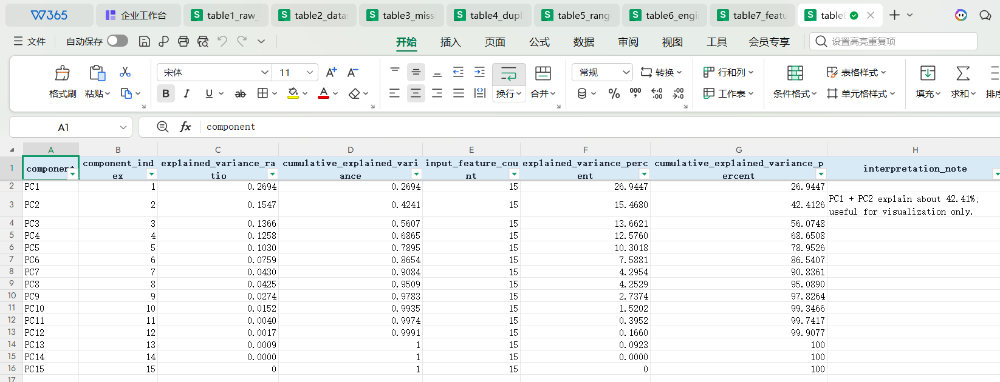 W365 企业工作台 table1_raw_ table2_data table3_miss table4_dupl table5_rang table6_engi table7_featu table8
文件 自动保存 开始 插入 页面 公式 数据 审阅 视图 工具 会员专享 设置高亮重复项
宋体 11 A+ A- 常规 转换 行和列 表格样式
格式刷 粘贴 B I U ab A 换行 合并 % 工作表 条件格式 单元格样式 填充 求和 排序
A1 fx component
A B C D E F G H
1 component component_index explained_variance_ratio cumulative_explained_variance input_feature_count explained_variance_percent cumulative_explained_variance_percent interpretation_note
2 PC1 1 0.2694 0.2694 15 26.9447 26.9447
3 PC2 2 0.1547 0.4241 15 15.4680 42.4126 PC1 + PC2 explain about 42.41%; useful for visualization only.
4 PC3 3 0.1366 0.5607 15 13.6621 56.0748
5 PC4 4 0.1258 0.6865 15 12.5760 68.6508
6 PC5 5 0.1030 0.7895 15 10.3018 78.9526
7 PC6 6 0.0759 0.8654 15 7.5881 86.5407
8 PC7 7 0.0430 0.9084 15 4.2954 90.8361
9 PC8 8 0.0425 0.9509 15 4.2529 95.0890
10 PC9 9 0.0274 0.9783 15 2.7374 97.8264
11 PC10 10 0.0152 0.9935 15 1.5202 99.3466
12 PC11 11 0.0040 0.9974 15 0.3952 99.7417
13 PC12 12 0.0017 0.9991 15 0.1660 99.9077
14 PC13 13 0.0009 1 15 0.0923 100
15 PC14 14 0.0000 1 15 0.0000 100
16 PC15 15 0 1 15 0 100
17